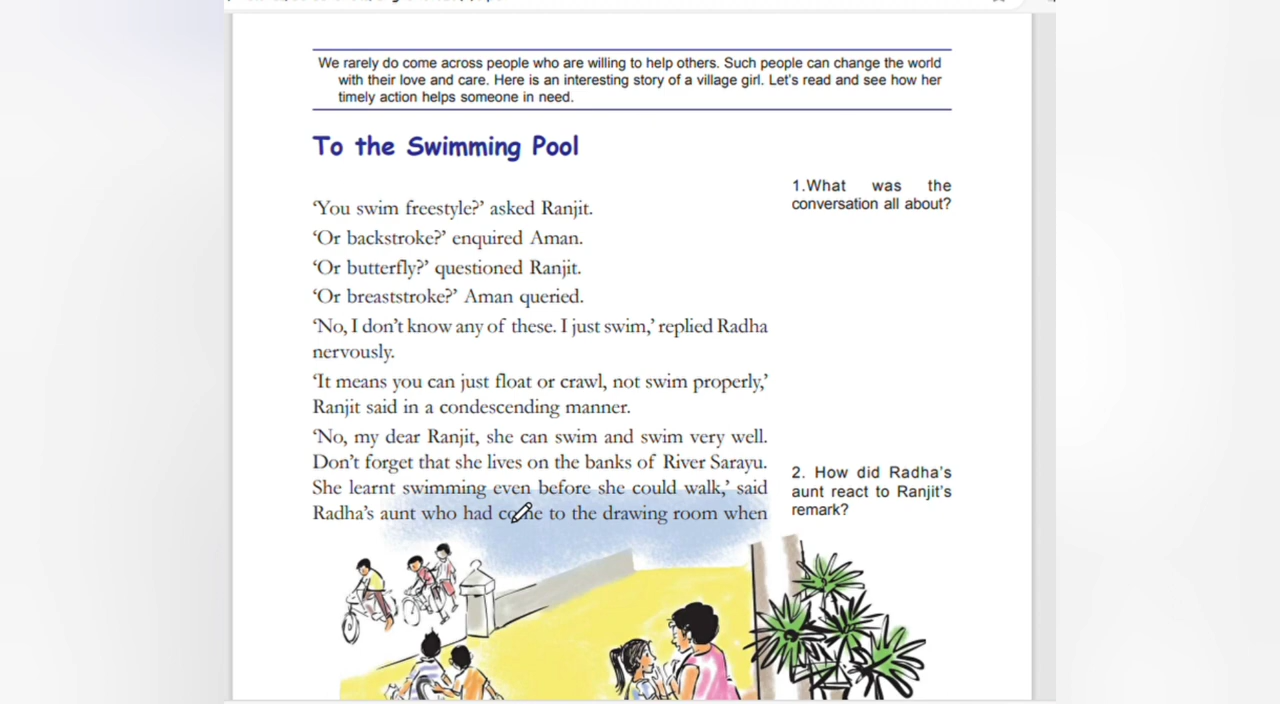 We rarely do come across people who are willing to help others. Such people can change the world
with their love and care. Here is an interesting story of a village girl. Let's read and see how her
timely action helps someone in need.
To the Swimming Pool
‘You swim freestyle?’ asked Ranjit.
‘Or backstroke?’ enquired Aman.
‘Or butterfly?’ questioned Ranjit.
‘Or breaststroke?’ Aman queried.
‘No, I don’t know any of these. I just swim,’ replied Radha
nervously.
‘It means you can just float or crawl, not swim properly,’
Ranjit said in a condescending manner.
‘No, my dear Ranjit, she can swim and swim very well.
Don’t forget that she lives on the banks of River Sarayu.
She learnt swimming even before she could walk,’ said
Radha’s aunt who had come to the drawing room when
1.What was the
conversation all about?
2. How did Radha’s
aunt react to Ranjit’s
remark?